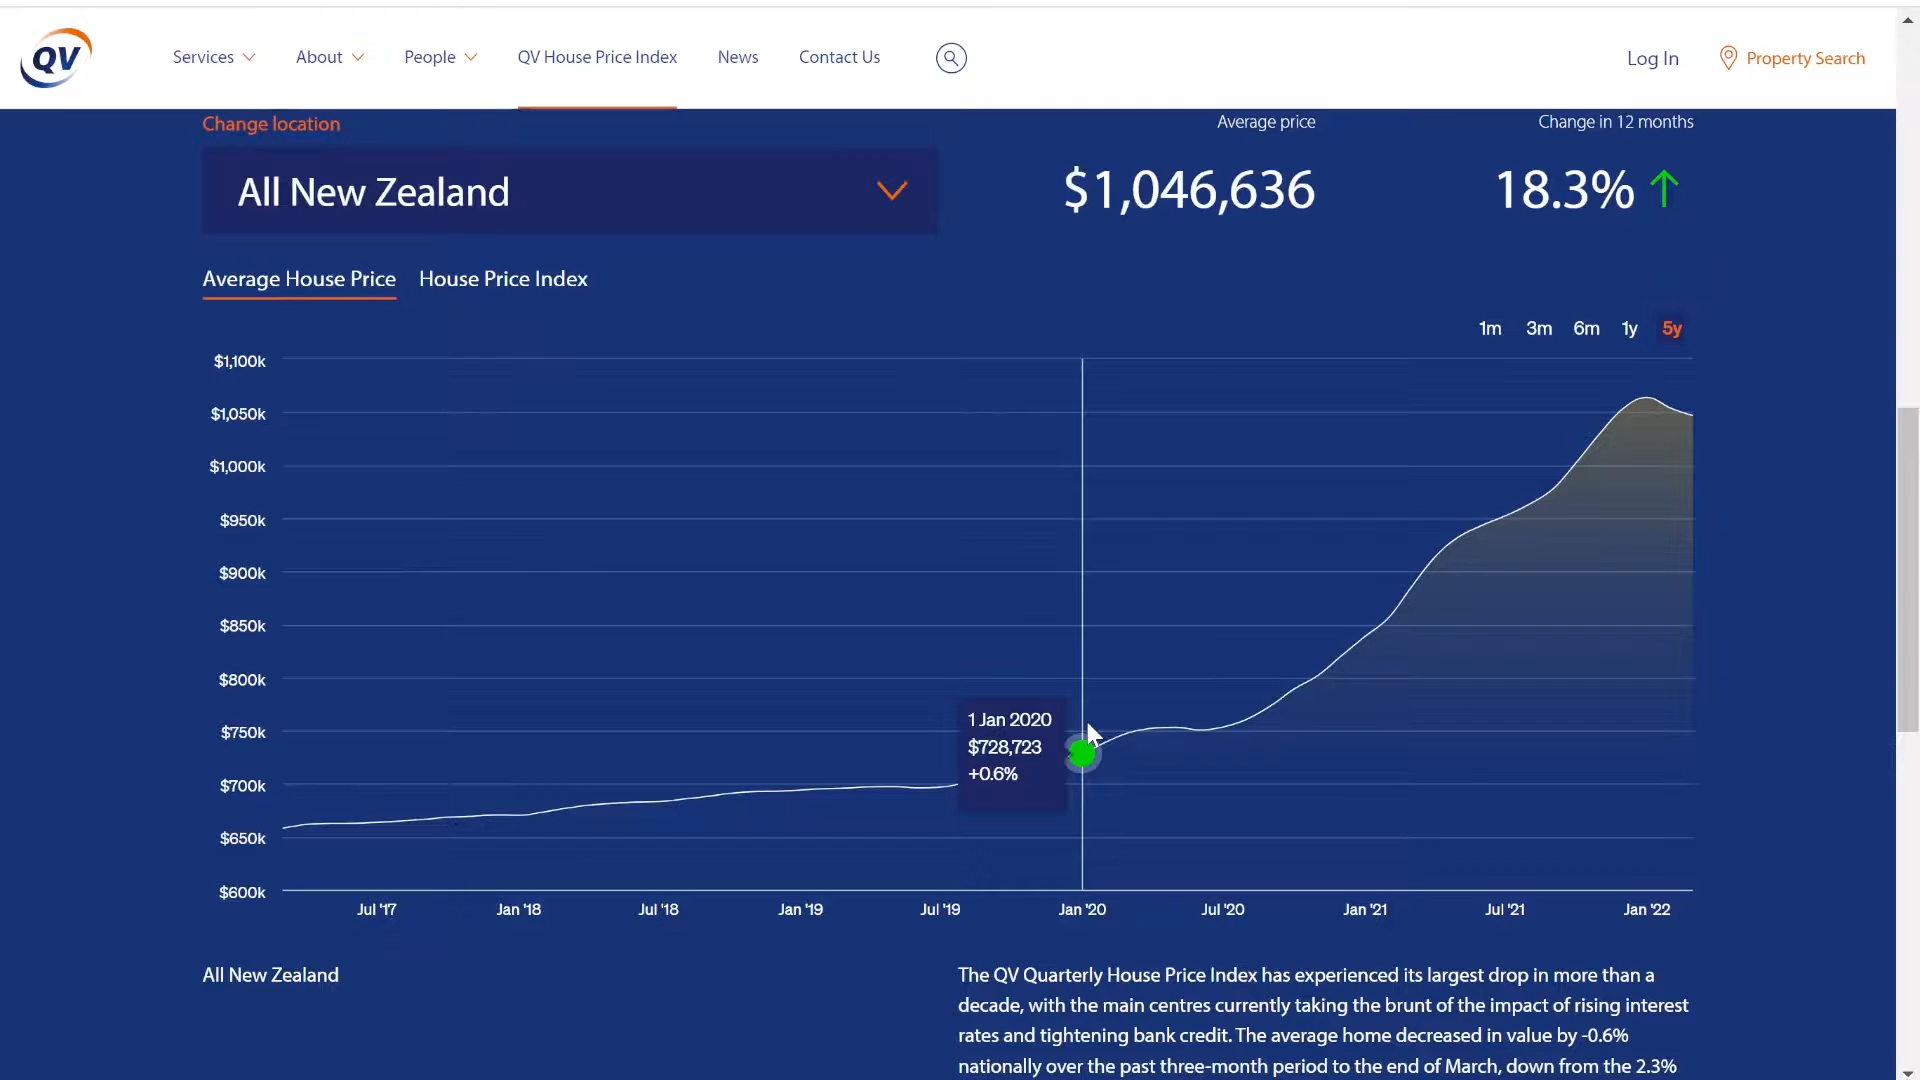 QV
Services
About
People
QV House Price Index
News
Contact Us
Log In
Property Search
Change location
Average price
Change in 12 months
All New Zealand
$1,046,636
18.3%
Average House Price
House Price Index
1m 3m 6m 1y 5y
$1,100k
$1,050k
$1,000k
$950k
$900k
$850k
$800k
$750k
$700k
$650k
$600k
1 Jan 2020
$728,723
+0.6%
Jul '17
Jan '18
Jul '18
Jan '19
Jul '19
Jan '20
Jul '20
Jan '21
Jul '21
Jan '22
All New Zealand
The QV Quarterly House Price Index has experienced its largest drop in more than a
decade, with the main centres currently taking the brunt of the impact of rising interest
rates and tightening bank credit. The average home decreased in value by -0.6%
nationally over the past three-month period to the end of March, down from the 2.3%